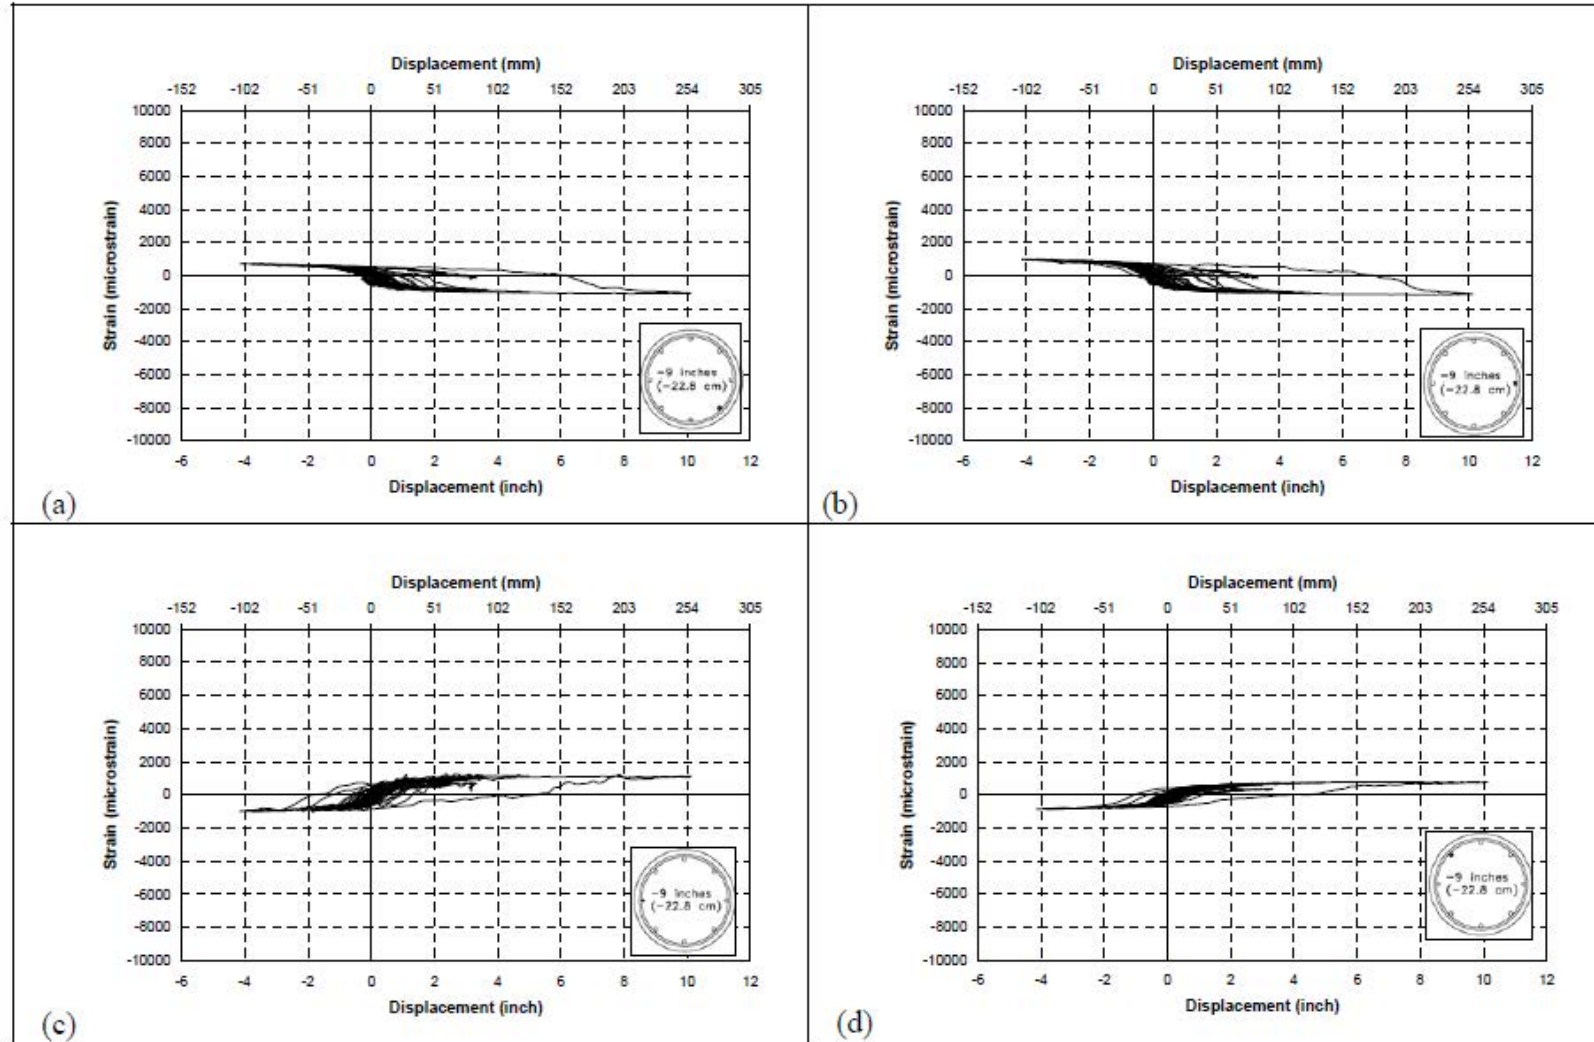 Displacement (mm)
-152 -102 -51 0 51 102 152 203 254 305
10000
8000
6000
4000
2000
0
-2000
-4000
-6000
-8000
-10000
Strain (microstrain)
-9 inches
(-22.8 cm)
-6 -4 -2 0 2 4 6 8 10 12
Displacement (inch)
(a)
Displacement (mm)
-152 -102 -51 0 51 102 152 203 254 305
10000
8000
6000
4000
2000
0
-2000
-4000
-6000
-8000
-10000
Strain (microstrain)
-9 inches
(-22.8 cm)
-6 -4 -2 0 2 4 6 8 10 12
Displacement (inch)
(b)
Displacement (mm)
-152 -102 -51 0 51 102 152 203 254 305
10000
8000
6000
4000
2000
0
-2000
-4000
-6000
-8000
-10000
Strain (microstrain)
-9 inches
(-22.8 cm)
-6 -4 -2 0 2 4 6 8 10 12
Displacement (inch)
(c)
Displacement (mm)
-152 -102 -51 0 51 102 152 203 254 305
10000
8000
6000
4000
2000
0
-2000
-4000
-6000
-8000
-10000
Strain (microstrain)
-9 inches
(-22.8 cm)
-6 -4 -2 0 2 4 6 8 10 12
Displacement (inch)
(d)